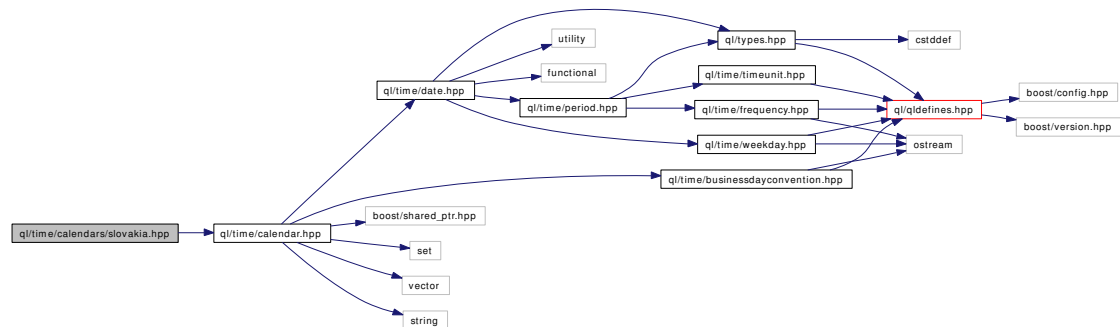 ql/types.hpp
cstddef
utility
functional
ql/time/timeunit.hpp
ql/time/date.hpp
boost/config.hpp
ql/time/period.hpp
ql/time/frequency.hpp
ql/qldefines.hpp
boost/version.hpp
ql/time/weekday.hpp
ostream
ql/time/businessdayconvention.hpp
boost/shared_ptr.hpp
ql/time/calendars/slovakia.hpp
ql/time/calendar.hpp
set
vector
string